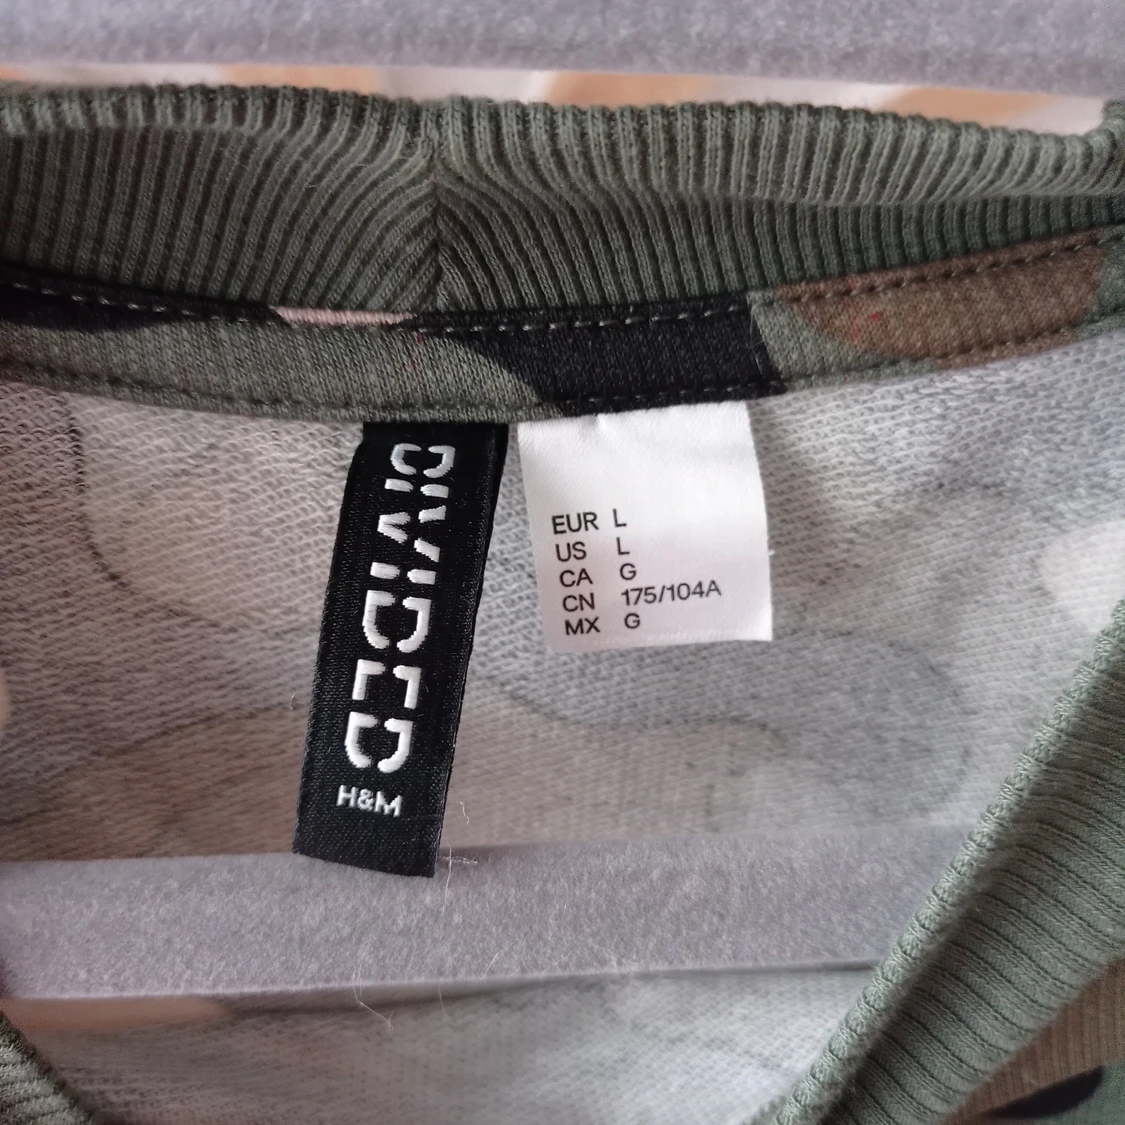 DIVIDED
H&M
EUR L
US L
CA G
CN 175/104A
MX G